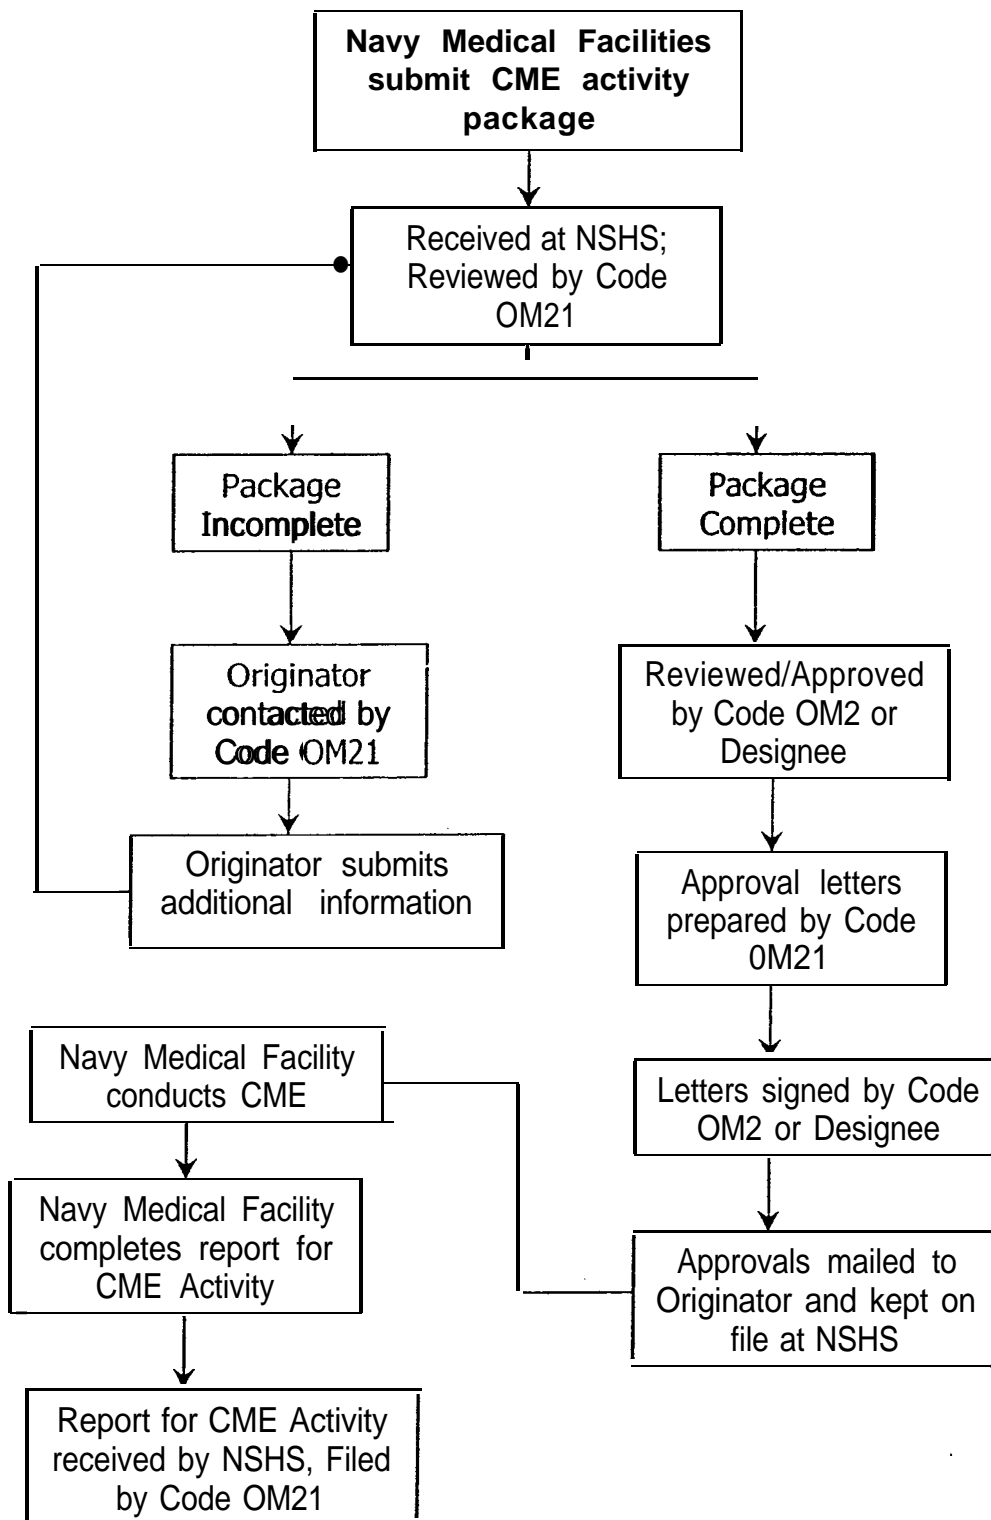 Navy Medical Facilities
submit CME activity
package
Received at NSHS;
Reviewed by Code
OM21
Package
Incomplete
Package
Complete
Originator
contacted by
Code OM21
Reviewed/Approved
by Code OM2 or
Designee
Originator submits
additional information
Approval letters
prepared by Code
0M21
Letters signed by Code
OM2 or Designee
Approvals mailed to
Originator and kept on
file at NSHS
Navy Medical Facility
conducts CME
Navy Medical Facility
completes report for
CME Activity
Report for CME Activity
received by NSHS, Filed
by Code OM21